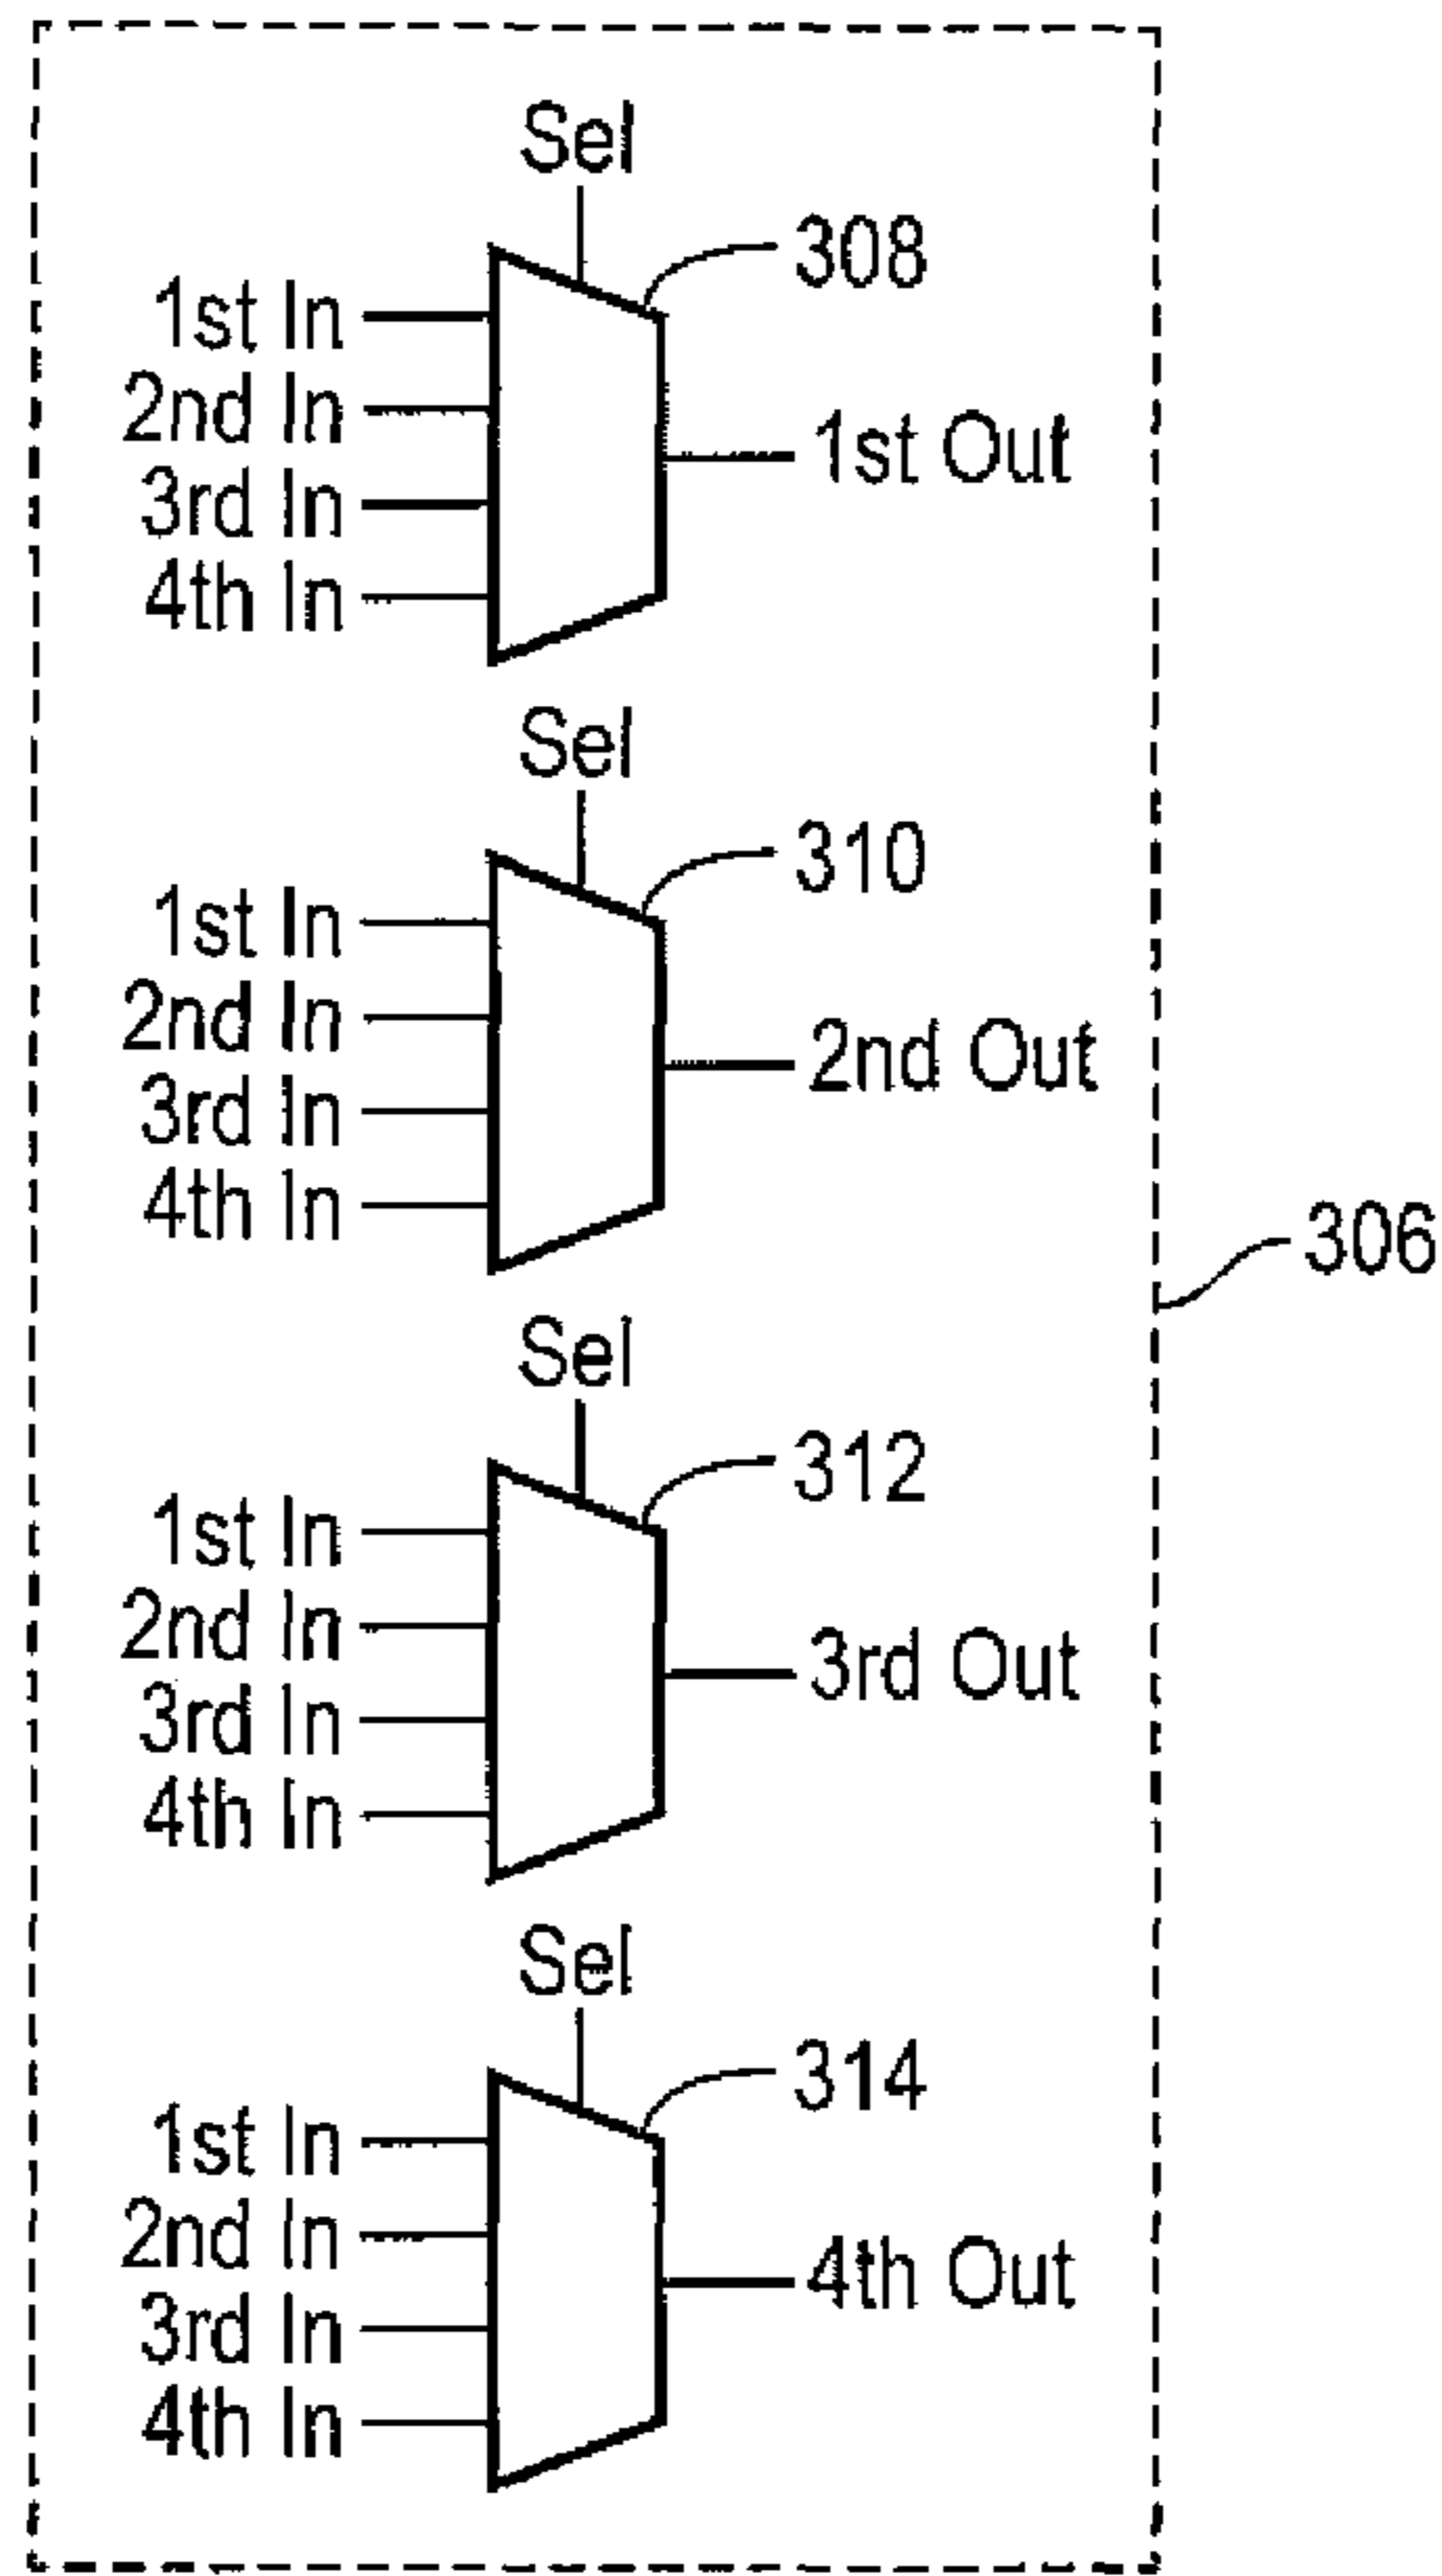 Sel
308
1st In
2nd In
1st Out
3rd In
4th In
Sel
310
1st In
2nd In
2nd Out
3rd In
4th In
306
Sel
312
1st In
2nd In
3rd Out
3rd In
4th In
Sel
314
1st In
2nd In
4th Out
3rd In
4th In